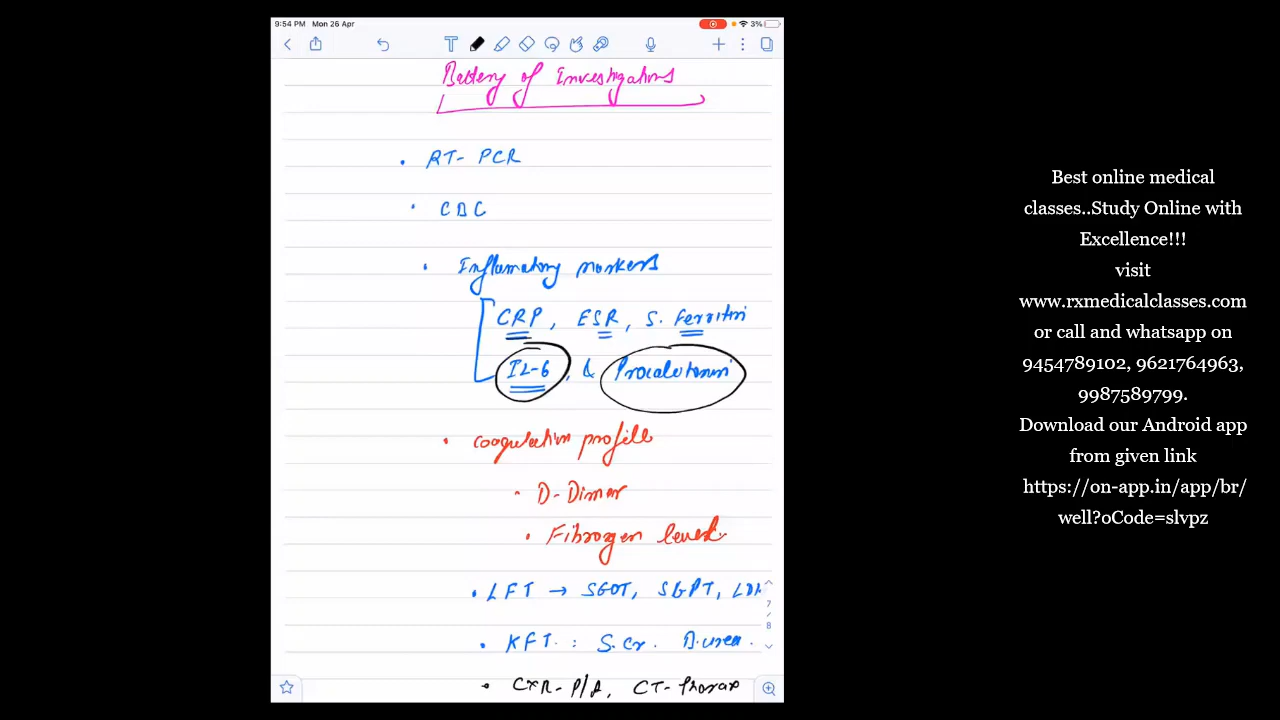 9:54 PM Mon 26 Apr
3%
Battery of Investigations
• RT- PCR
• CBC
• Inflamatory markers
CRP, ESR, S. Ferritin
IL-6, & Procalcitonin
• coagulation profile
• D-Dimer
• Fibrogen level
• LFT → SGOT, SGPT, LDH
7
/
8
• KFT : S.Cr. B.urea.
• CXR-P/A, CT-Thorax
Best online medical
classes..Study Online with
Excellence!!!
visit
www.rxmedicalclasses.com
or call and whatsapp on
9454789102, 9621764963,
9987589799.
Download our Android app
from given link
https://on-app.in/app/br/
well?oCode=slvpz